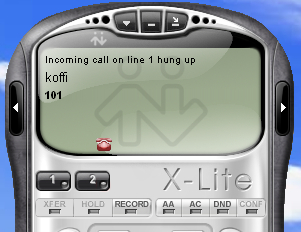 Incoming call on line 1 hung up
koffi
101
1 2
X-Lite
XFER HOLD RECORD AA AC DND CONF